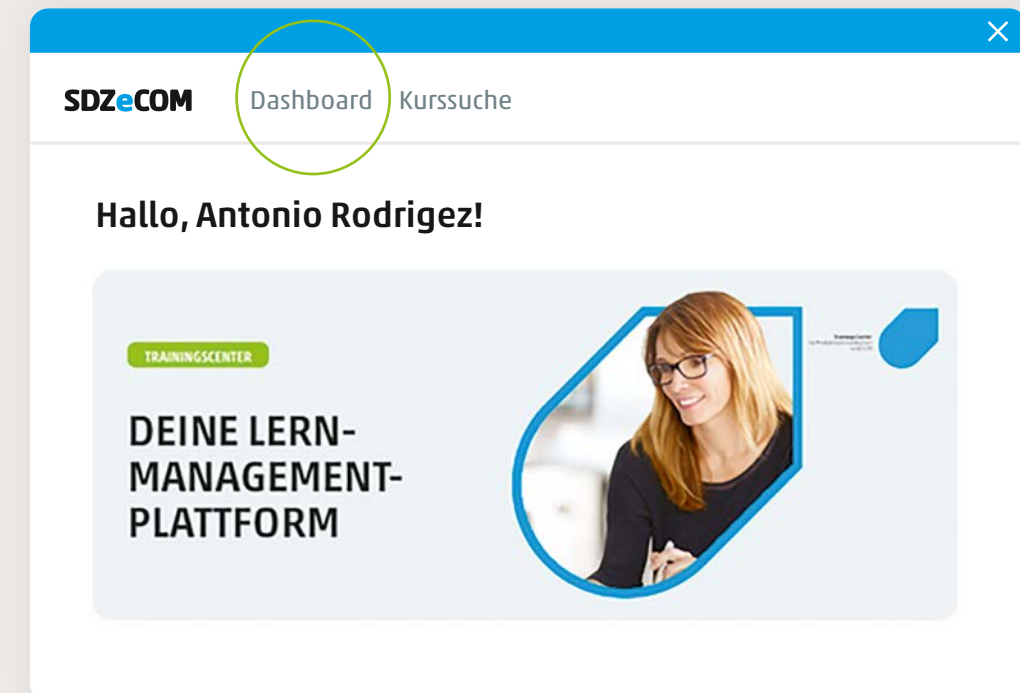 SDZeCOM
Dashboard
Kurssuche
Hallo, Antonio Rodrigez!
TRAININGSCENTER
DEINE LERN-
MANAGEMENT-
PLATTFORM